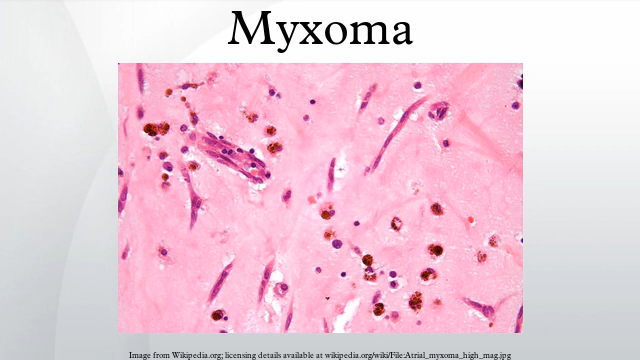 Myxoma
Image from Wikipedia.org; licensing details available at wikipedia.org/wiki/File:Atrial_myxoma_high_mag.jpg